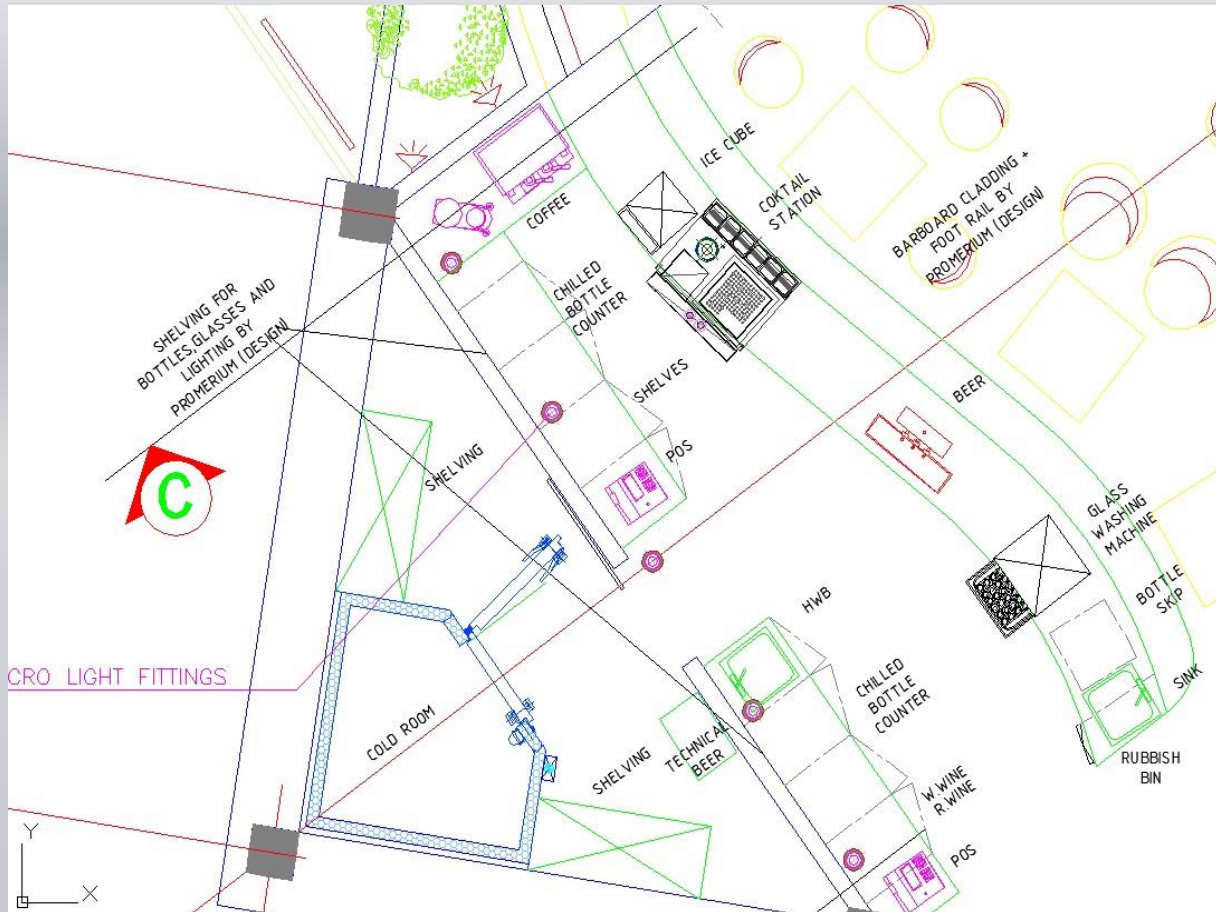 ICE CUBE
COKTAIL
STATION
BARBOARD CLADDING +
FOOT RAIL BY
PROMERIUM (DESIGN)
COFFEE
CHILLED
BOTTLE
COUNTER
SHELVING FOR
BOTTLES,GLASSES AND
LIGHTING BY
PROMERIUM (DESIGN)
SHELVES
BEER
POS
SHELVING
C
GLASS
WASHING
MACHINE
BOTTLE
SKIP
HWB
CRO LIGHT FITTINGS
CHILLED
BOTTLE
COUNTER
SINK
COLD ROOM
TECHNICAL
BEER
SHELVING
RUBBISH
BIN
W.WINE
R.WINE
POS
Y
X